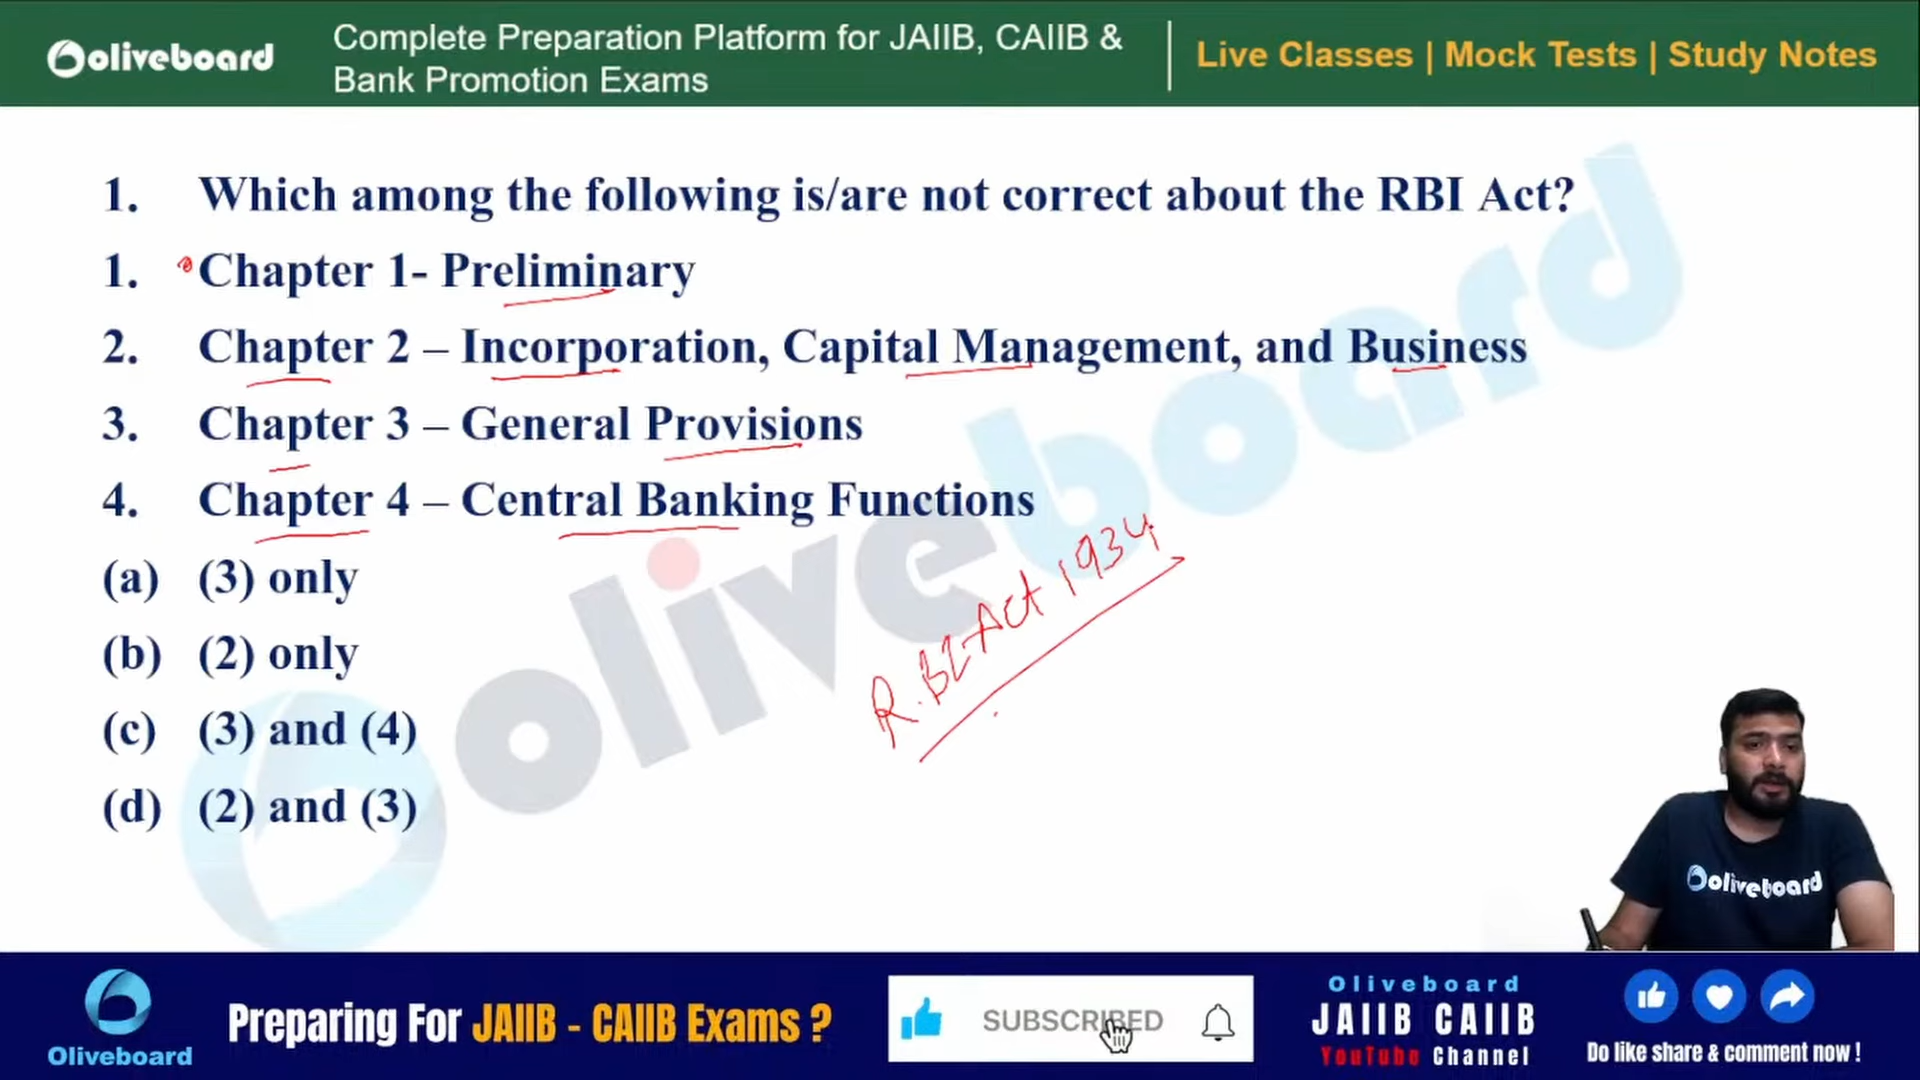 oliveboard
Complete Preparation Platform for JAIIB, CAIIB &
Bank Promotion Exams
Live Classes | Mock Tests | Study Notes
1. Which among the following is/are not correct about the RBI Act?
1. Chapter 1- Preliminary
2. Chapter 2 – Incorporation, Capital Management, and Business
3. Chapter 3 – General Provisions
4. Chapter 4 – Central Banking Functions
(a) (3) only
(b) (2) only
(c) (3) and (4)
(d) (2) and (3)
R.BI-Act 1934
oliveboard
oliveboard
Oliveboard
Preparing For JAIIB - CAIIB Exams ?
SUBSCRIBED
Oliveboard
JAIIB CAIIB
YouTube Channel
Do like share & comment now !